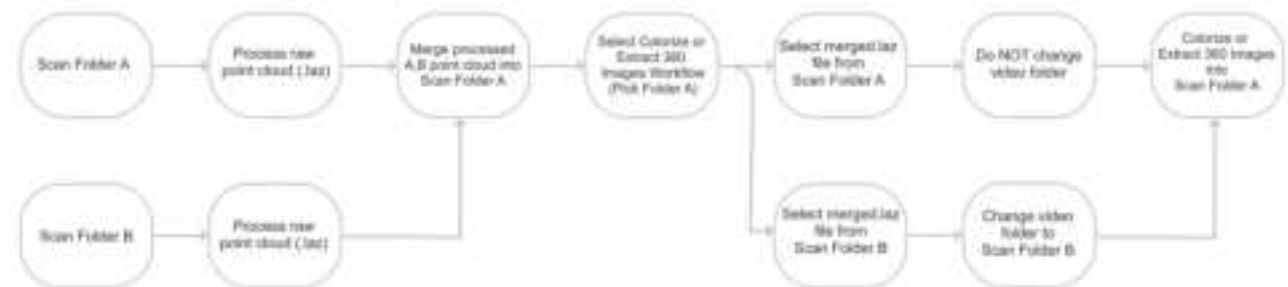 Scan Folder A
Process raw
point cloud (.laz)
Merge processed
A,B point cloud into
Scan Folder A
Select Colorize or
Extract 360
Images Workflow
(Pick Folder A)
Select merged.laz
file from
Scan Folder A
Do NOT change
video folder
Colorize or
Extract 360 Images
into
Scan Folder A
Scan Folder B
Process raw
point cloud (.laz)
Select merged.laz
file from
Scan Folder B
Change video
folder to
Scan Folder B